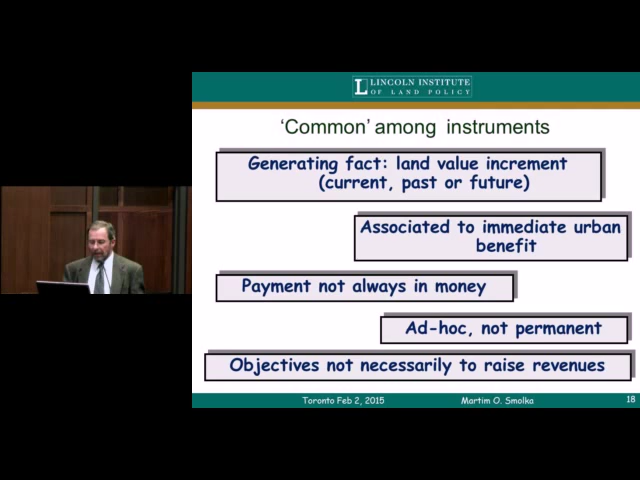 LINCOLN INSTITUTE
OF LAND POLICY
‘Common’ among instruments
Generating fact: land value increment
(current, past or future)
Associated to immediate urban
benefit
Payment not always in money
Ad-hoc, not permanent
Objectives not necessarily to raise revenues
Toronto Feb 2, 2015 Martim O. Smolka 18